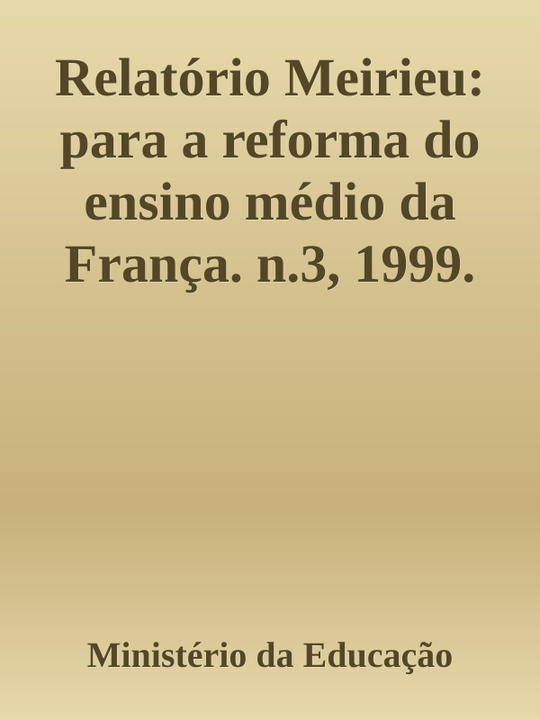 Relatório Meirieu:
para a reforma do
ensino médio da
França. n.3, 1999.
Ministério da Educação